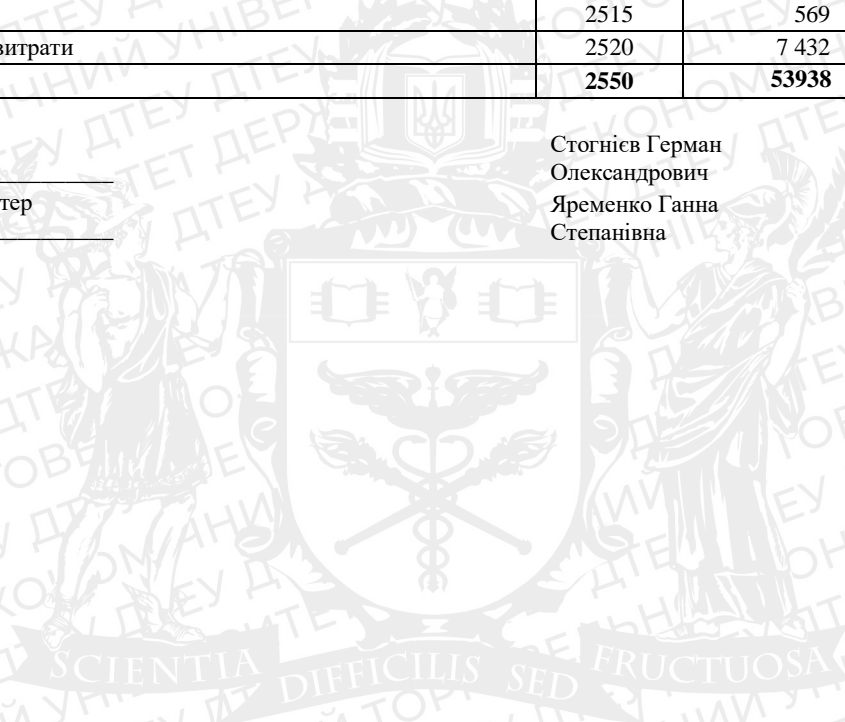 2515 569
витрати 2520 7 432
2550 53938
Стогнієв Герман
Олександрович
тер Яременко Ганна
Степанівна
SCIENTIA DIFFICILIS SED FRUCTUOSA